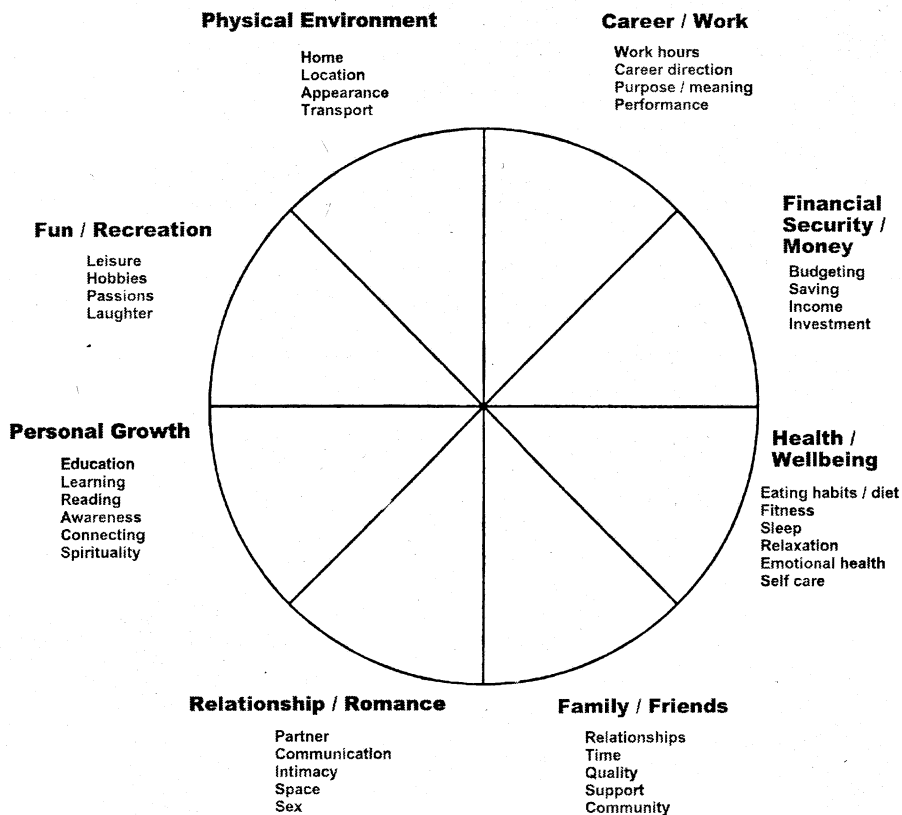 Physical Environment
Home
Location
Appearance
Transport
Career / Work
Work hours
Career direction
Purpose / meaning
Performance
Financial
Security /
Money
Budgeting
Saving
Income
Investment
Health /
Wellbeing
Eating habits / diet
Fitness
Sleep
Relaxation
Emotional health
Self care
Family / Friends
Relationships
Time
Quality
Support
Community
Relationship / Romance
Partner
Communication
Intimacy
Space
Sex
Personal Growth
Education
Learning
Reading
Awareness
Connecting
Spirituality
Fun / Recreation
Leisure
Hobbies
Passions
Laughter